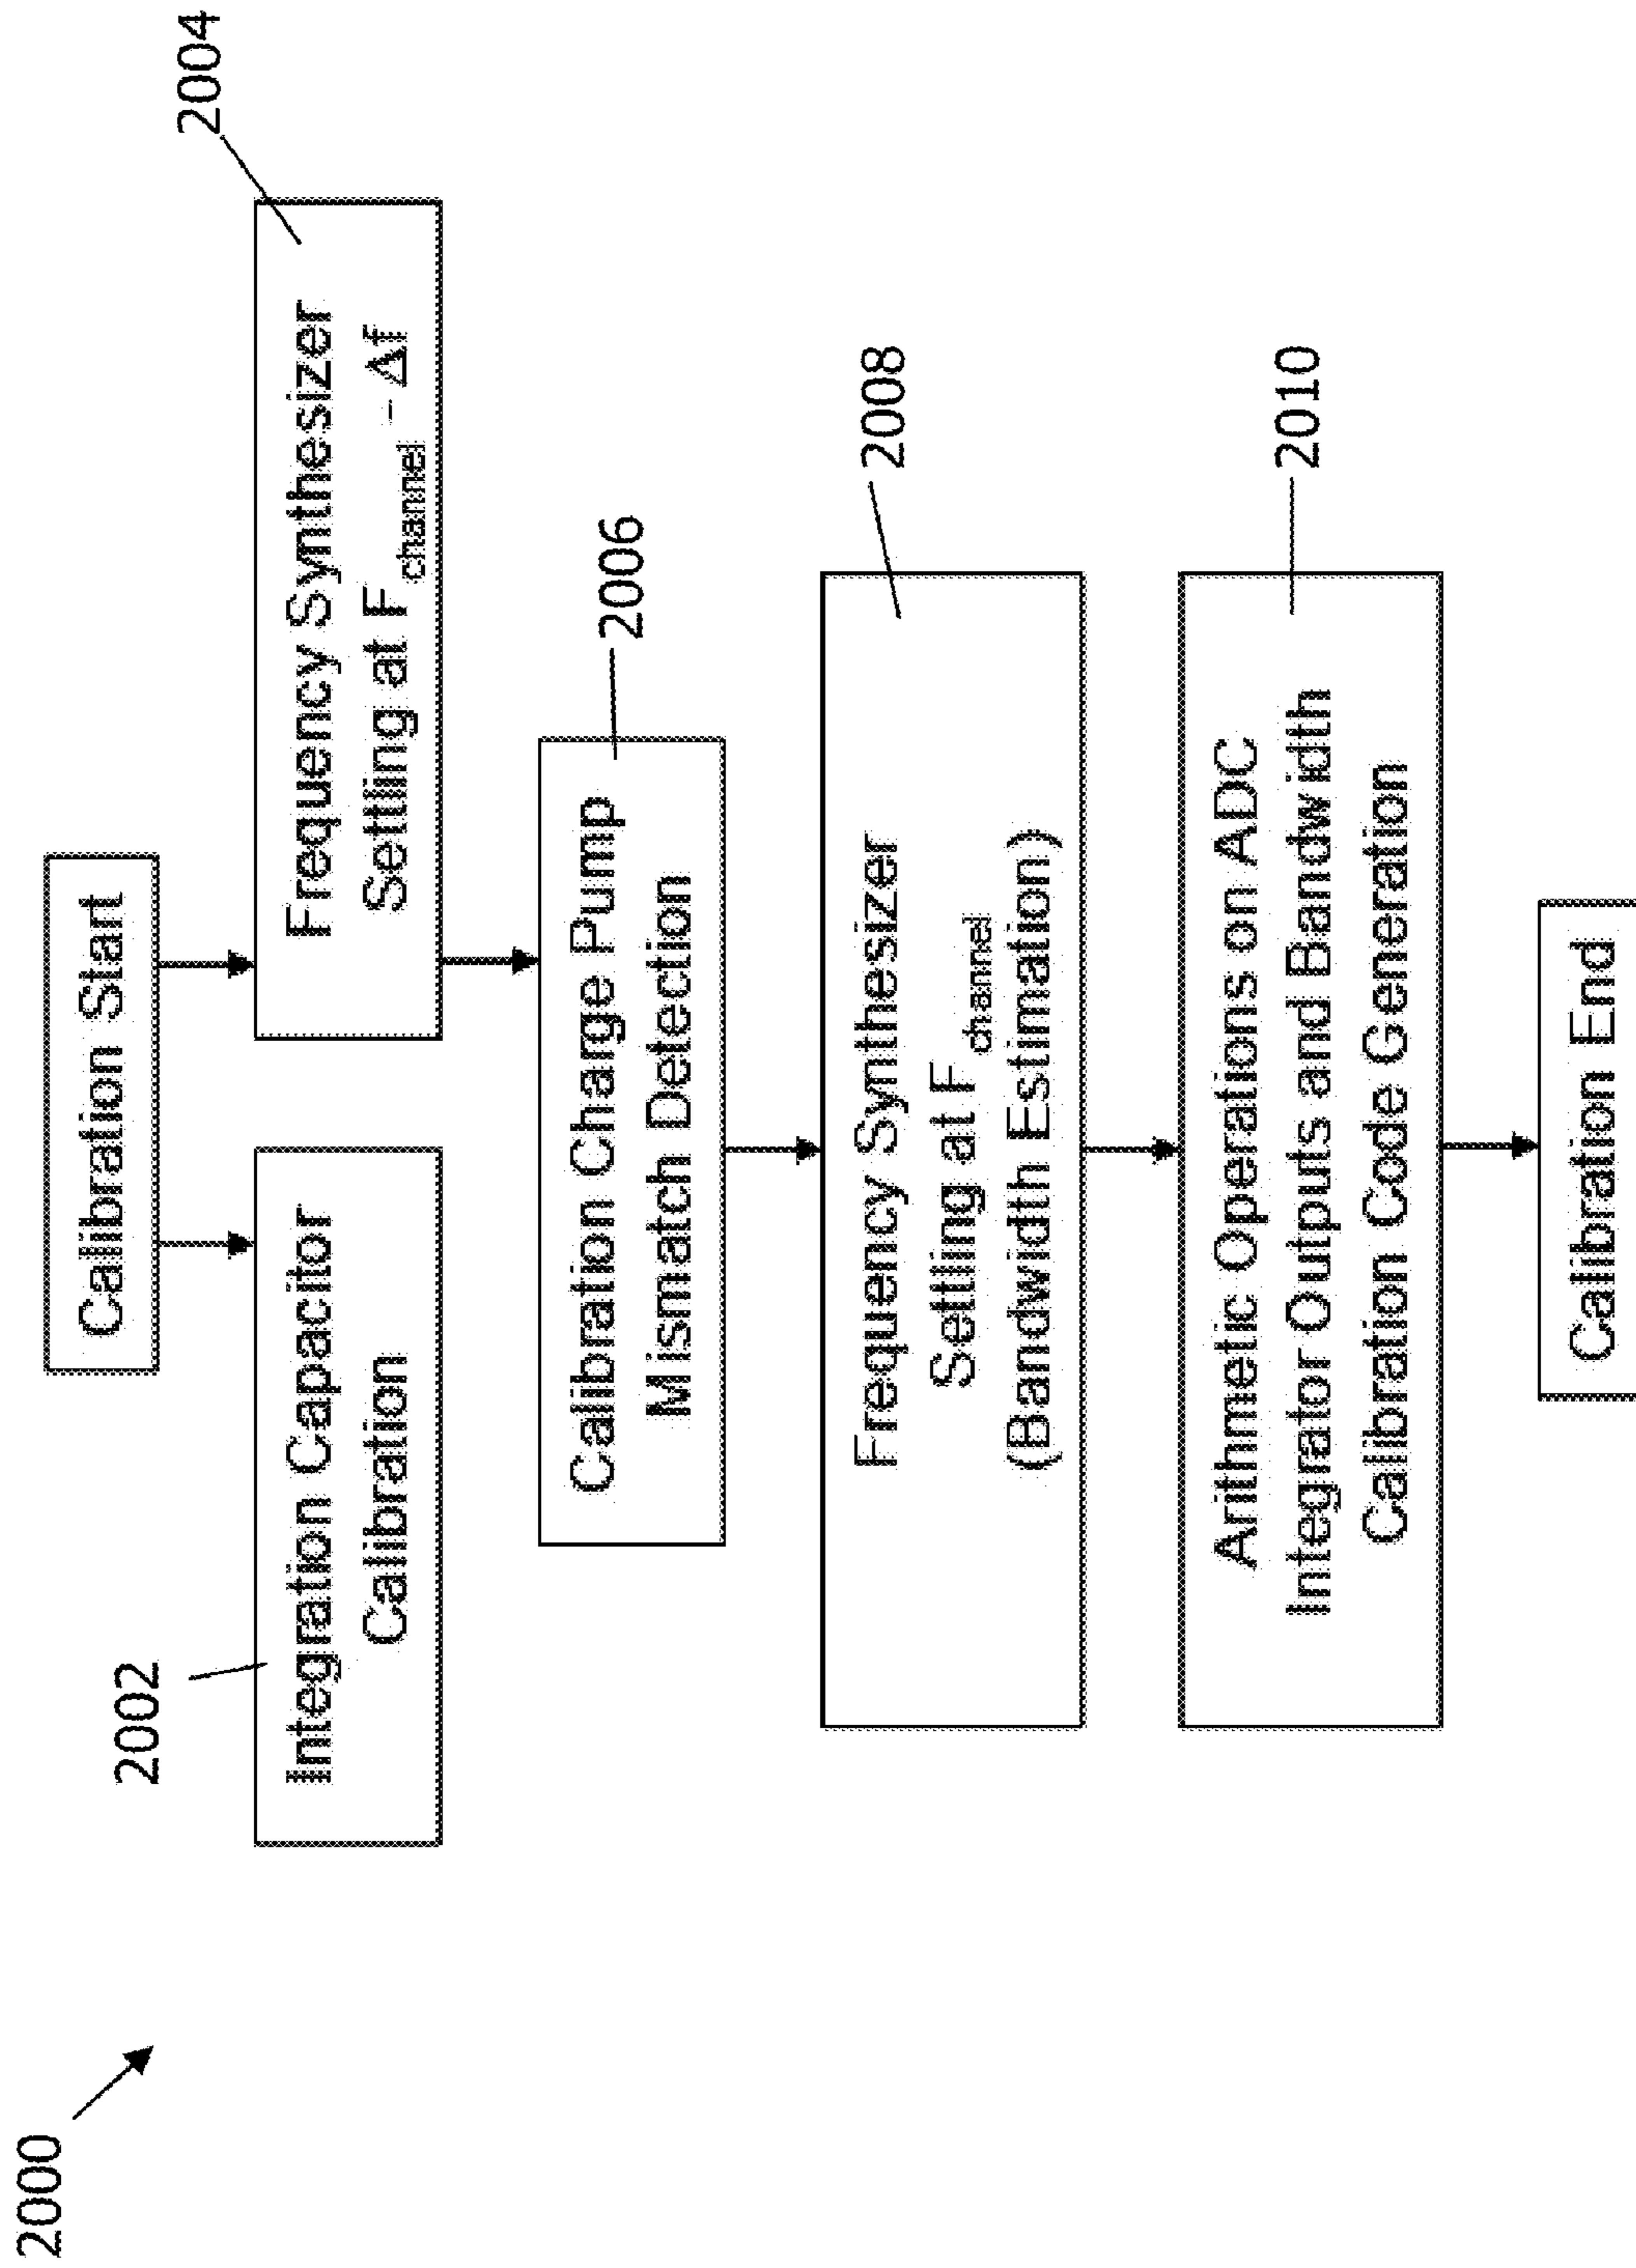 2000
Calibration Start
2002
Integration Capacitor
Calibration
2004
Frequency Synthesizer
Settling at F channel - Δf
2006
Calibration Charge Pump
Mismatch Detection
2008
Frequency Synthesizer
Settling at F channel
(Bandwidth Estimation)
2010
Arithmetic Operations on ADC
Integrator Outputs and Bandwidth
Calibration Code Generation
Calibration End